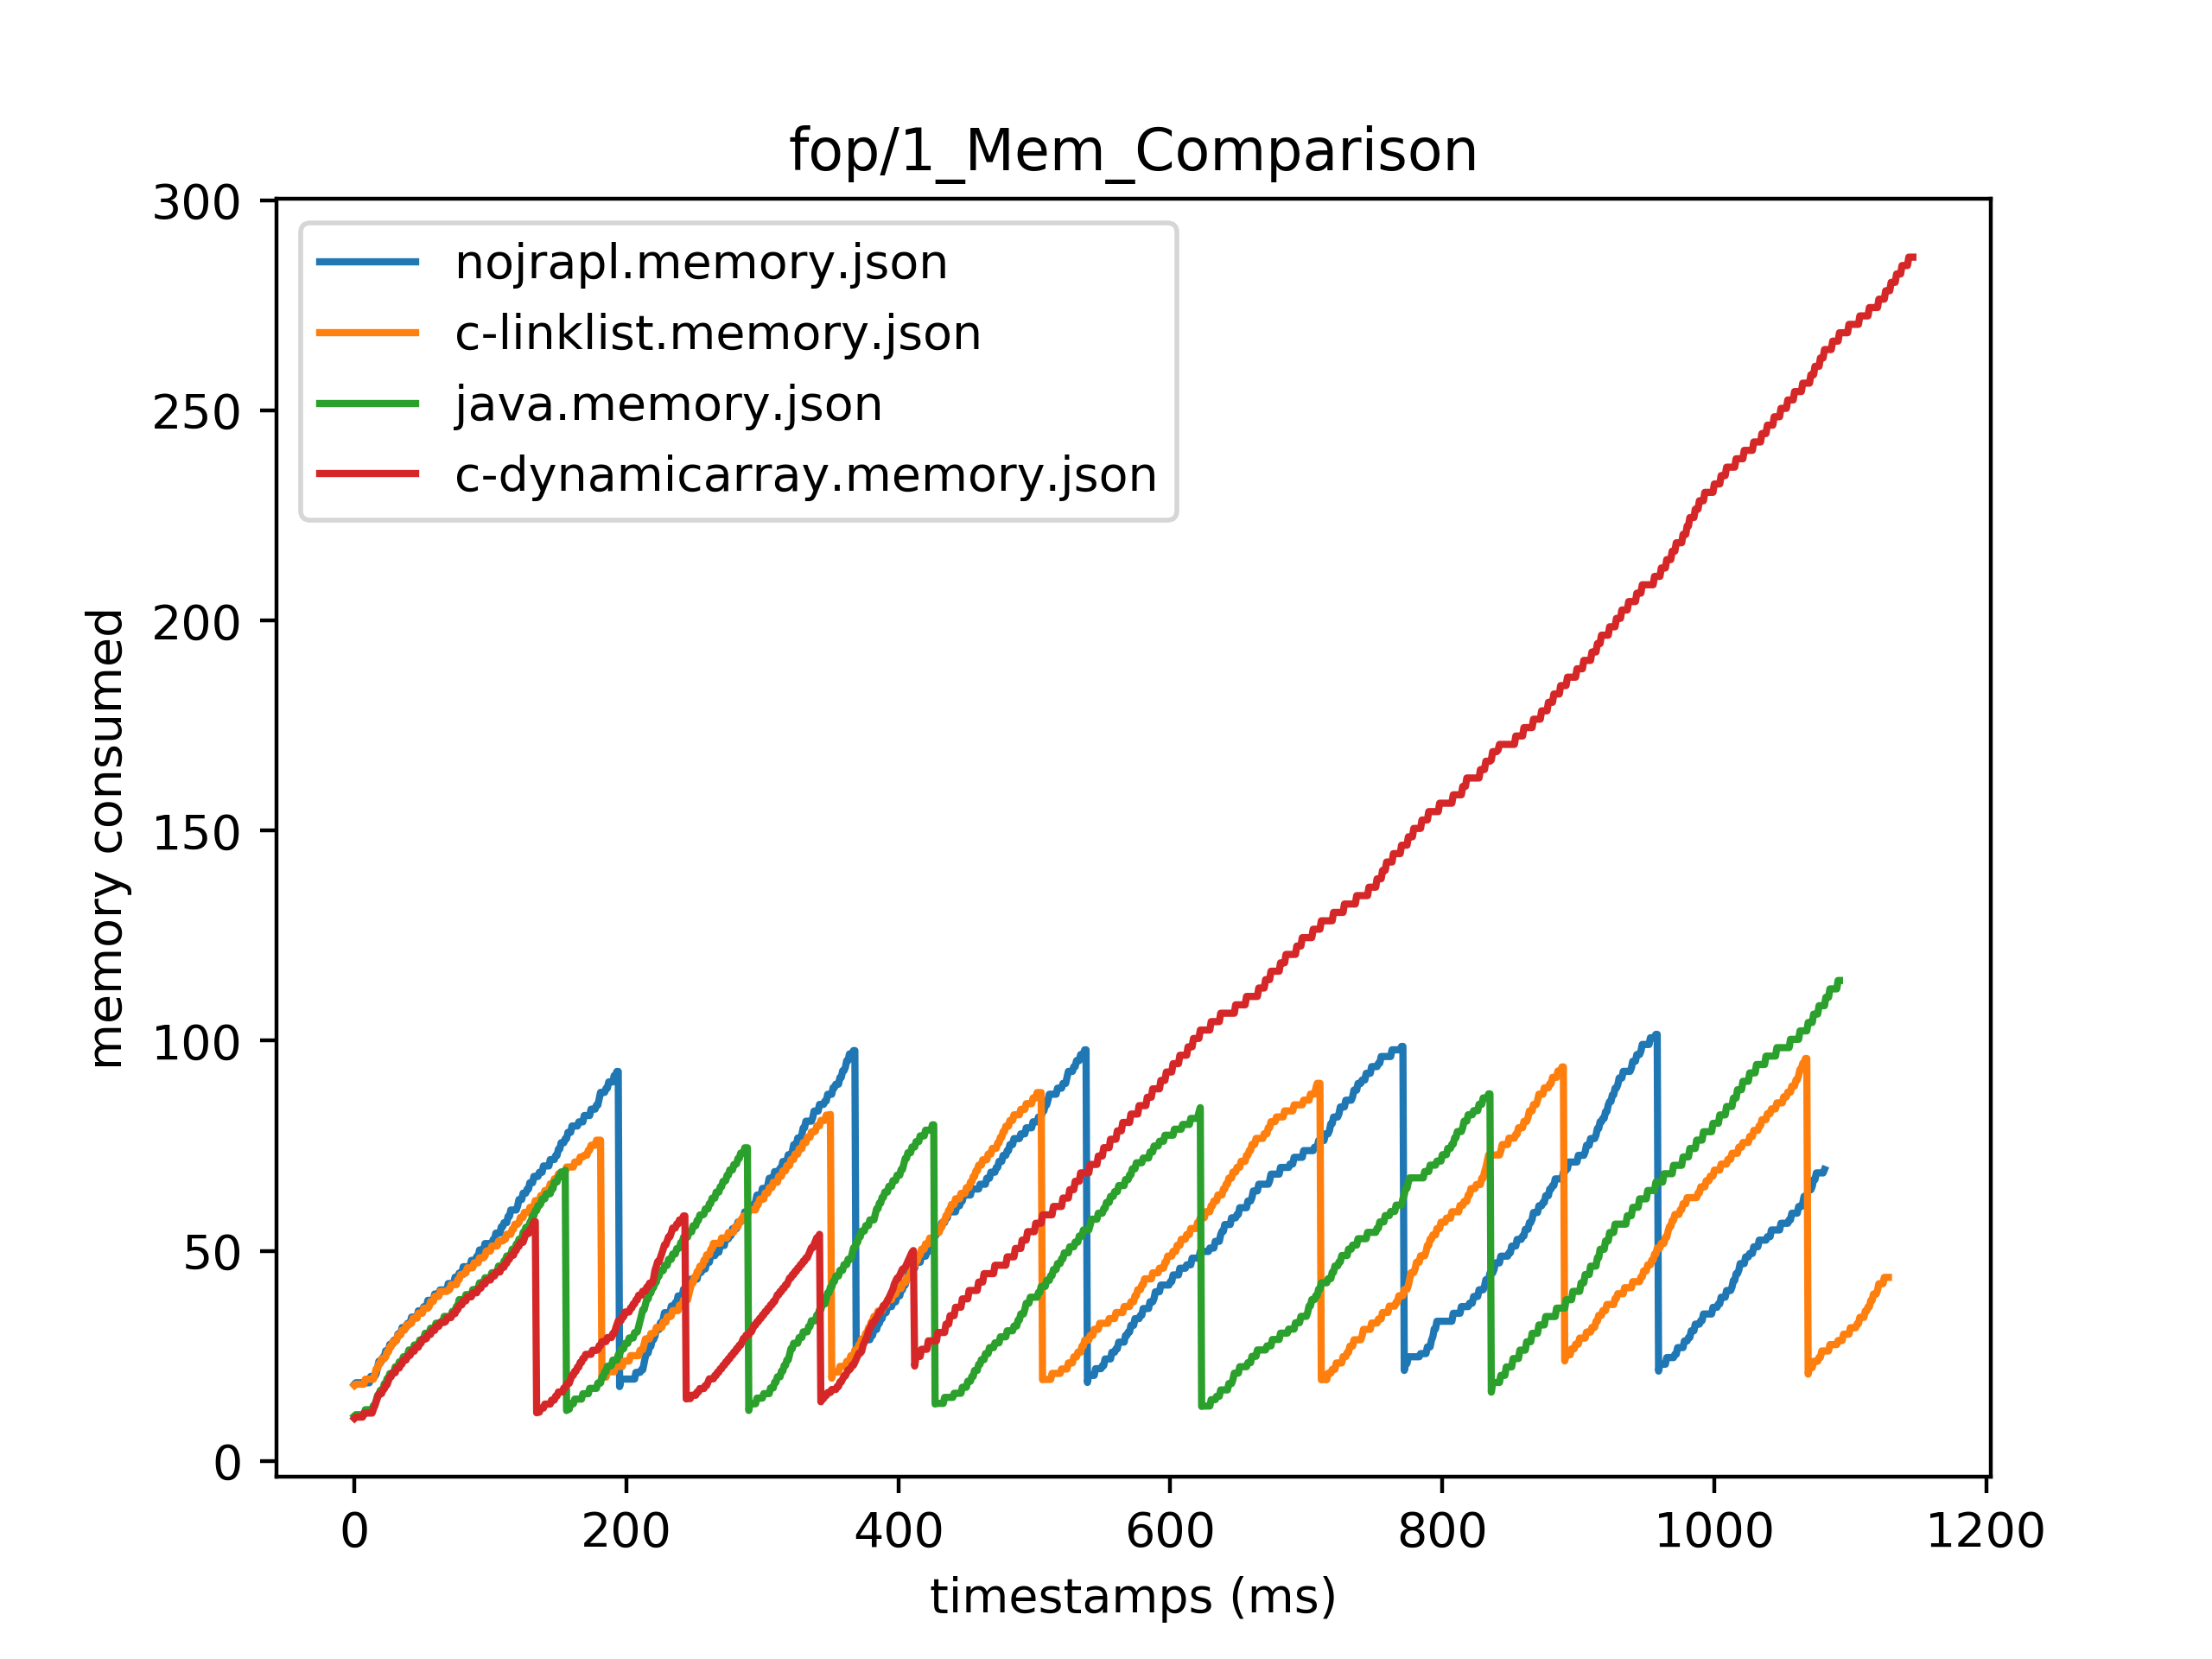 fop/1_Mem_Comparison
300
250
200
150
100
50
0
memory consumed
nojrapl.memory.json
c-linklist.memory.json
java.memory.json
c-dynamicarray.memory.json
0 200 400 600 800 1000 1200
timestamps (ms)